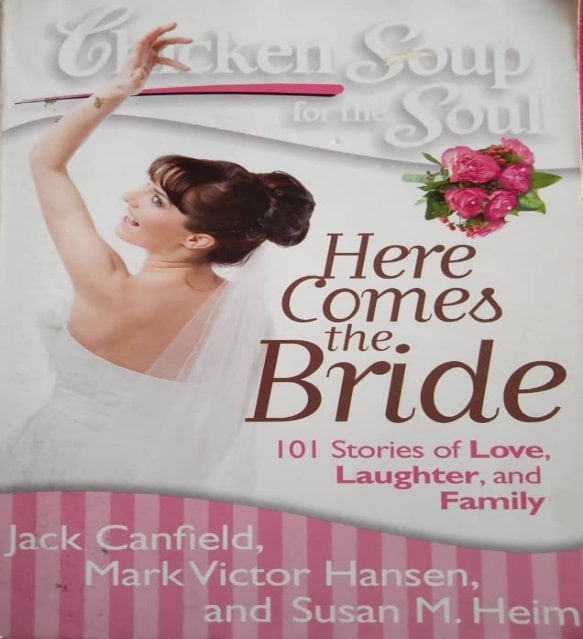 Chicken Soup
for the Soul
Here
Comes
the
Bride
101 Stories of Love,
Laughter, and
Family
Jack Canfield,
Mark Victor Hansen,
and Susan M. Heim